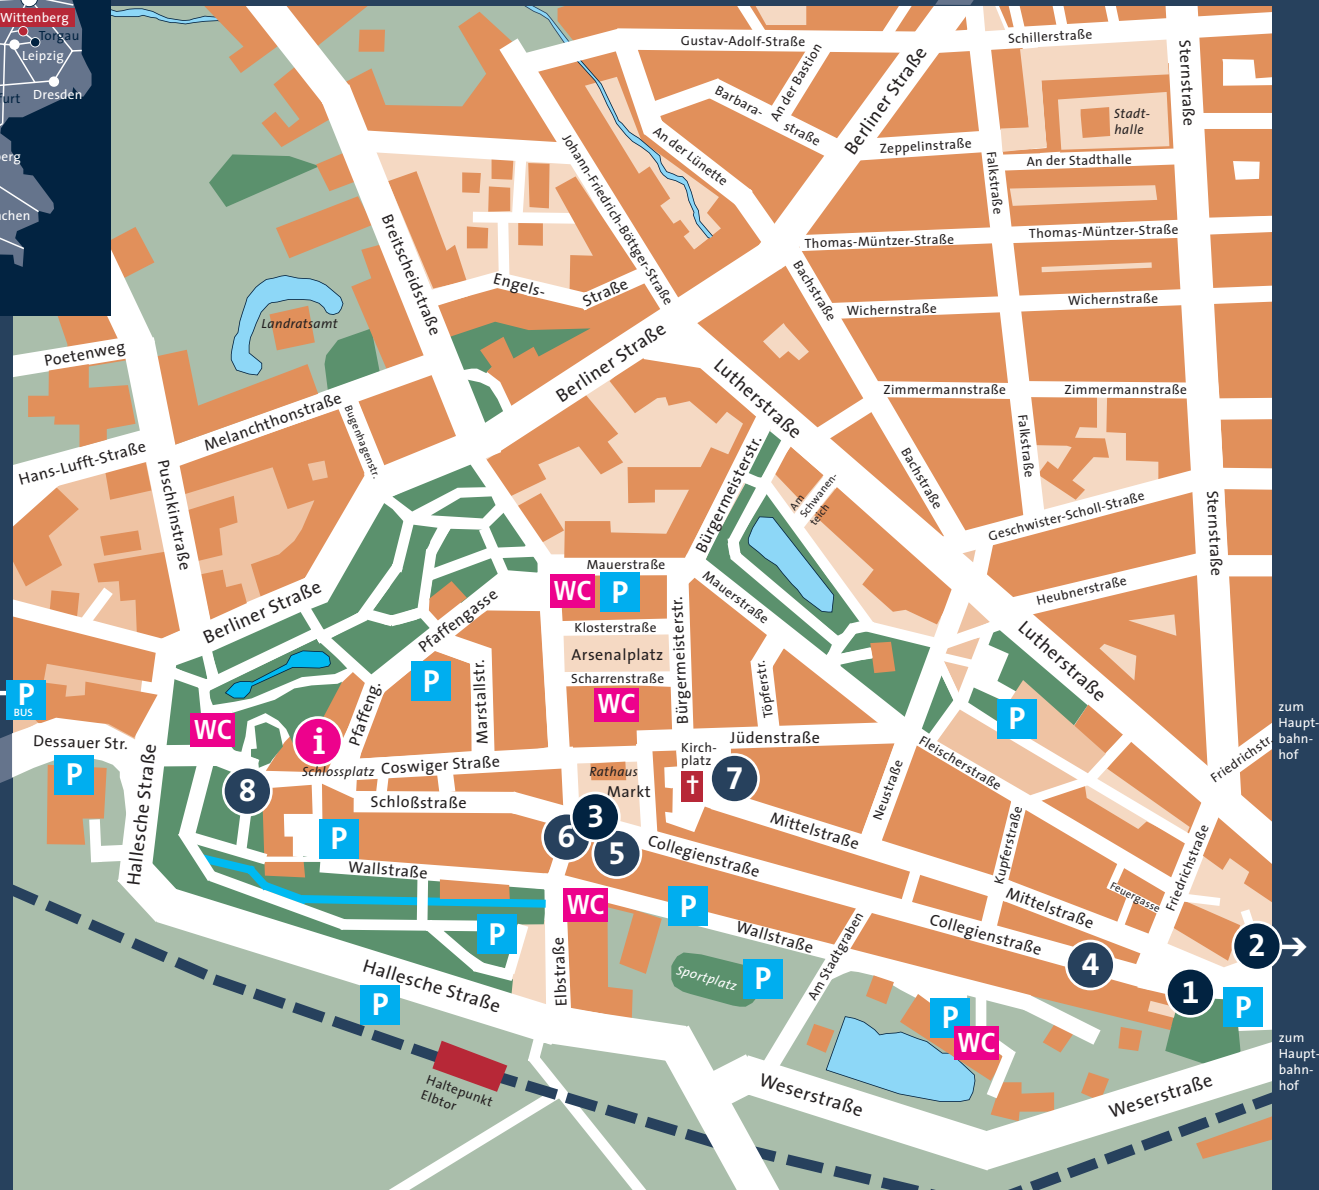 Wittenberg
Torgau
Leipzig
Dresden
furt
berg
nchen
Gustav-Adolf-Straße
Schillerstraße
An der Bastion
Berliner Straße
Sternstraße
Barbara-
straße
Stadt-
halle
An der Lünette
Zeppelinstraße
An der Stadthalle
Johann-Friedrich-Böttger-Straße
Falkstraße
Breitscheidstraße
Thomas-Müntzer-Straße
Thomas-Müntzer-Straße
Engels-
Straße
Bachstraße
Wichernstraße
Wichernstraße
Landratsamt
Poetenweg
Berliner Straße
Lutherstraße
Zimmermannstraße
Zimmermannstraße
Melanchthonstraße
Bugenhagenstr.
Hans-Lufft-Straße
Puschkinstraße
Bürgermeisterstr.
Am
Schwanen-
teich
Bachstraße
Falkstraße
Geschwister-Scholl-Straße
Sternstraße
Mauerstraße
WC
P
Mauerstraße
Heubnerstraße
Berliner Straße
Pfaffengasse
Klosterstraße
Arsenalplatz
Scharrenstraße
WC
Bürgermeisterstr.
Töpferstr.
Lutherstraße
P
BUS
P
Marstallstr.
Pfaffeng.
WC
i
P
zum
Haupt-
bahn-
hof
Dessauer Str.
P
Hallesche Straße
Schlossplatz
Coswiger Straße
Jüdenstraße
Kirch-
platz
Fleischerstraße
Friedrichstr.
Rathaus
Markt
7
8
Schloßstraße
3
6
5
Neustraße
Mittelstraße
P
Wallstraße
Collegienstraße
Kupferstraße
Friedrichstraße
Feuergasse
WC
P
Mittelstraße
Wallstraße
Collegienstraße
P
Elbstraße
Am Stadtgraben
2
4
1
P
Sportplatz
P
Hallesche Straße
P
P
WC
Haltepunkt
Elbtor
Weserstraße
Weserstraße
zum
Haupt-
bahn-
hof